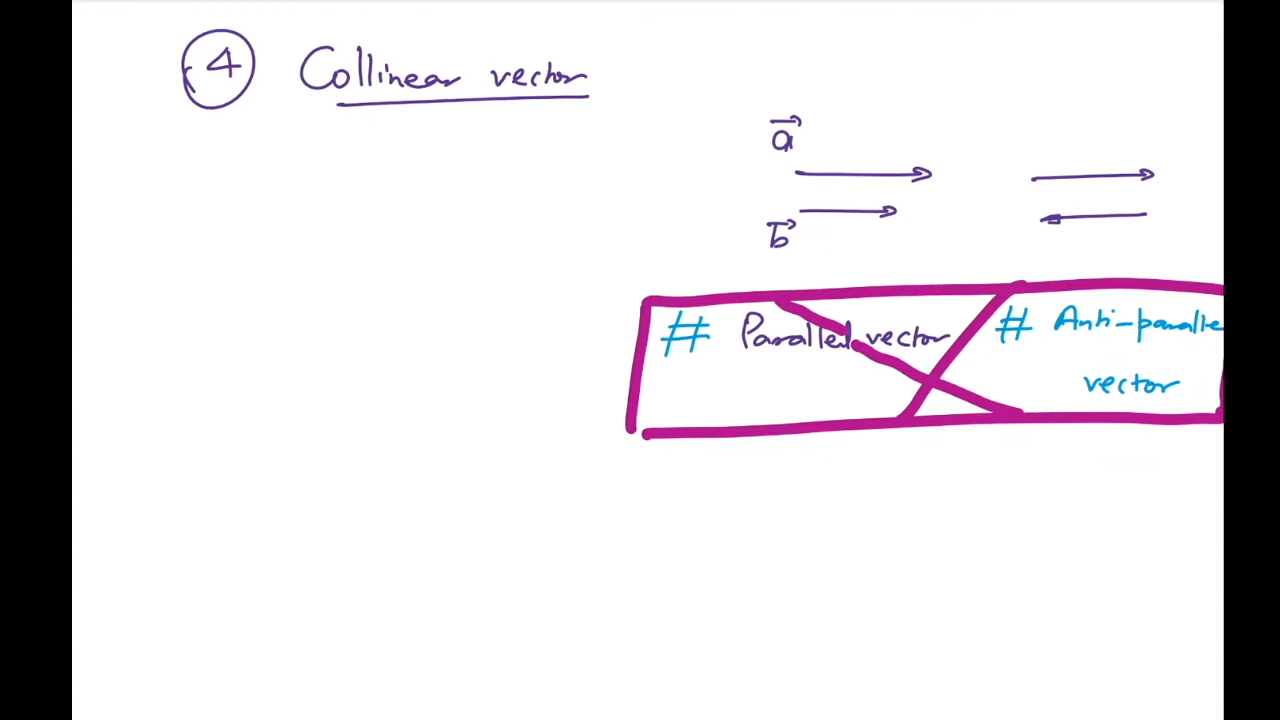 4 Collinear vector
a
b
# Parallel vector
# Anti-paralle
vector